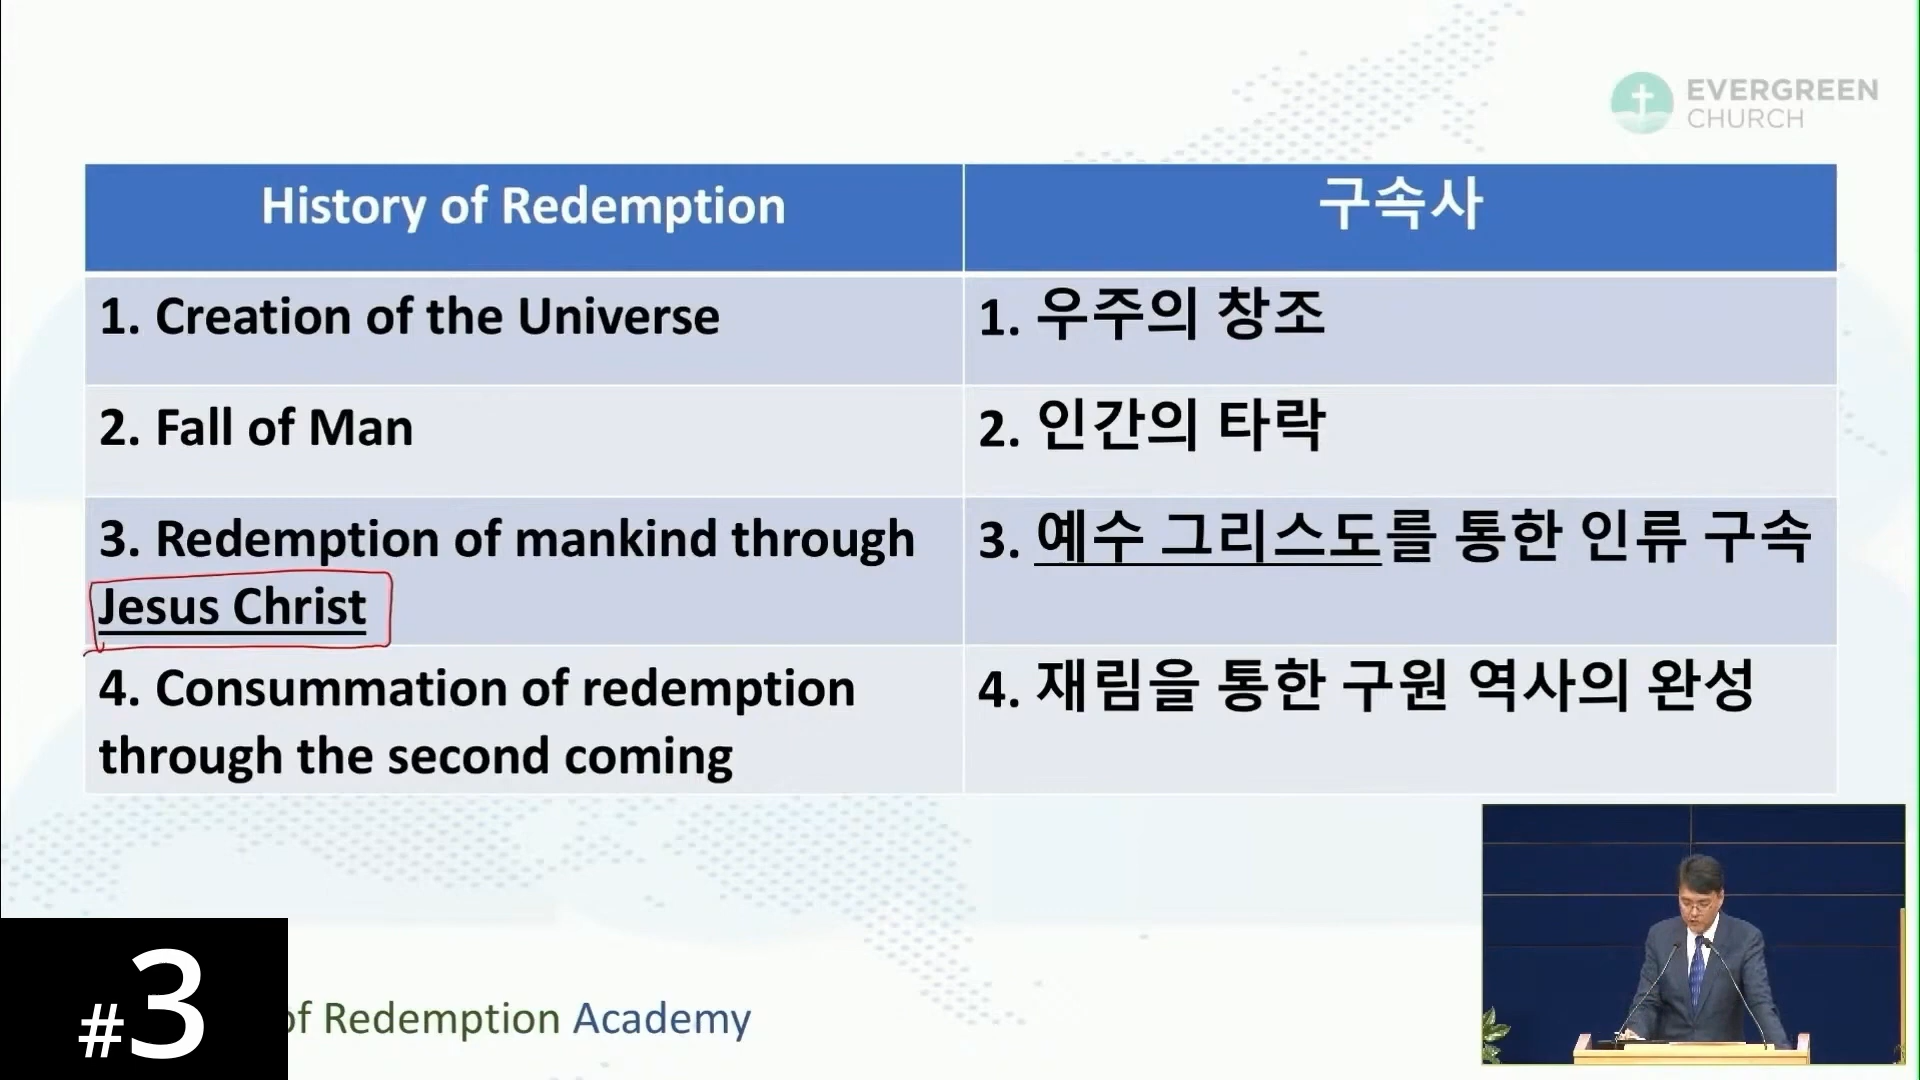 EVERGREEN
CHURCH
History of Redemption
구속사
1. Creation of the Universe
1. 우주의 창조
2. Fall of Man
2. 인간의 타락
3. Redemption of mankind through
Jesus Christ
3. 예수 그리스도를 통한 인류 구속
4. Consummation of redemption
through the second coming
4. 재림을 통한 구원 역사의 완성
#3
of Redemption Academy